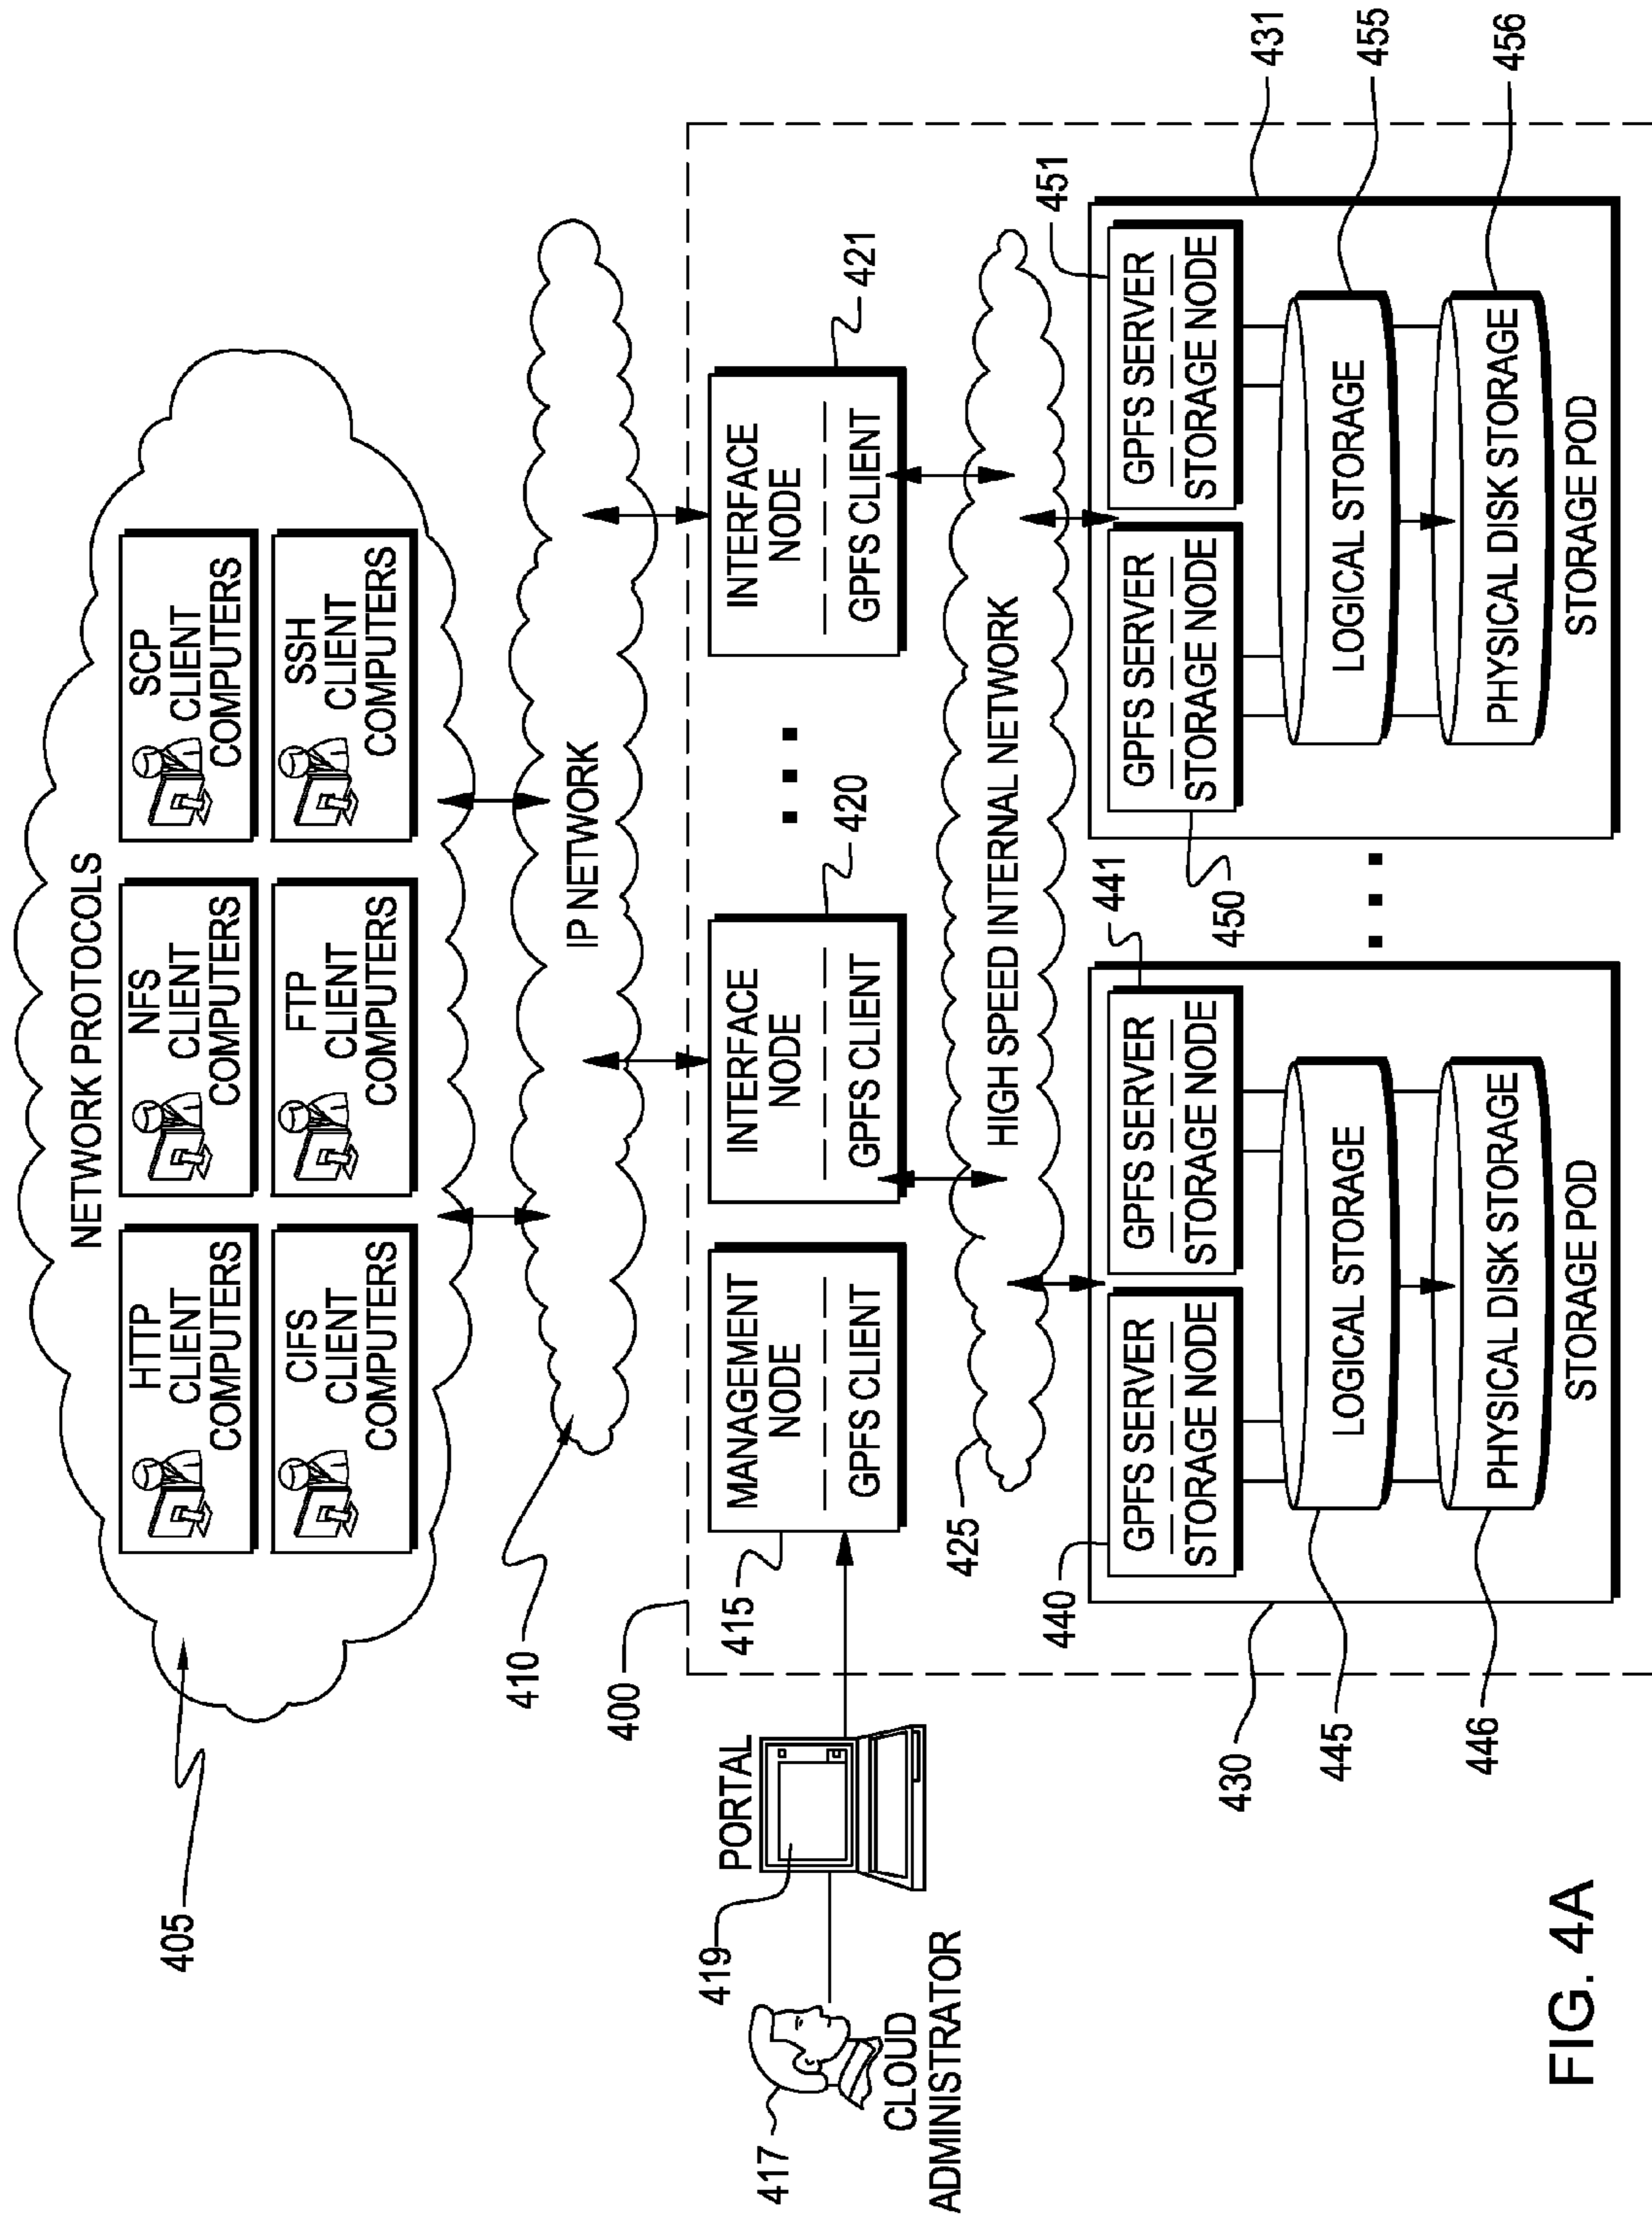 NETWORK PROTOCOLS
HTTP
CLIENT
COMPUTERS
NFS
CLIENT
COMPUTERS
SCP
CLIENT
COMPUTERS
CIFS
CLIENT
COMPUTERS
FTP
CLIENT
COMPUTERS
SSH
CLIENT
COMPUTERS
405
IP NETWORK
410
400
417
CLOUD
ADMINISTRATOR
419
PORTAL
415
MANAGEMENT
NODE
GPFS CLIENT
INTERFACE
NODE
GPFS CLIENT
420
INTERFACE
NODE
GPFS CLIENT
421
HIGH SPEED INTERNAL NETWORK
425
440
GPFS SERVER
STORAGE NODE
GPFS SERVER
STORAGE NODE
441
LOGICAL STORAGE
PHYSICAL DISK STORAGE
STORAGE POD
430
445
446
450
GPFS SERVER
STORAGE NODE
GPFS SERVER
STORAGE NODE
451
LOGICAL STORAGE
PHYSICAL DISK STORAGE
STORAGE POD
431
455
456
FIG. 4A